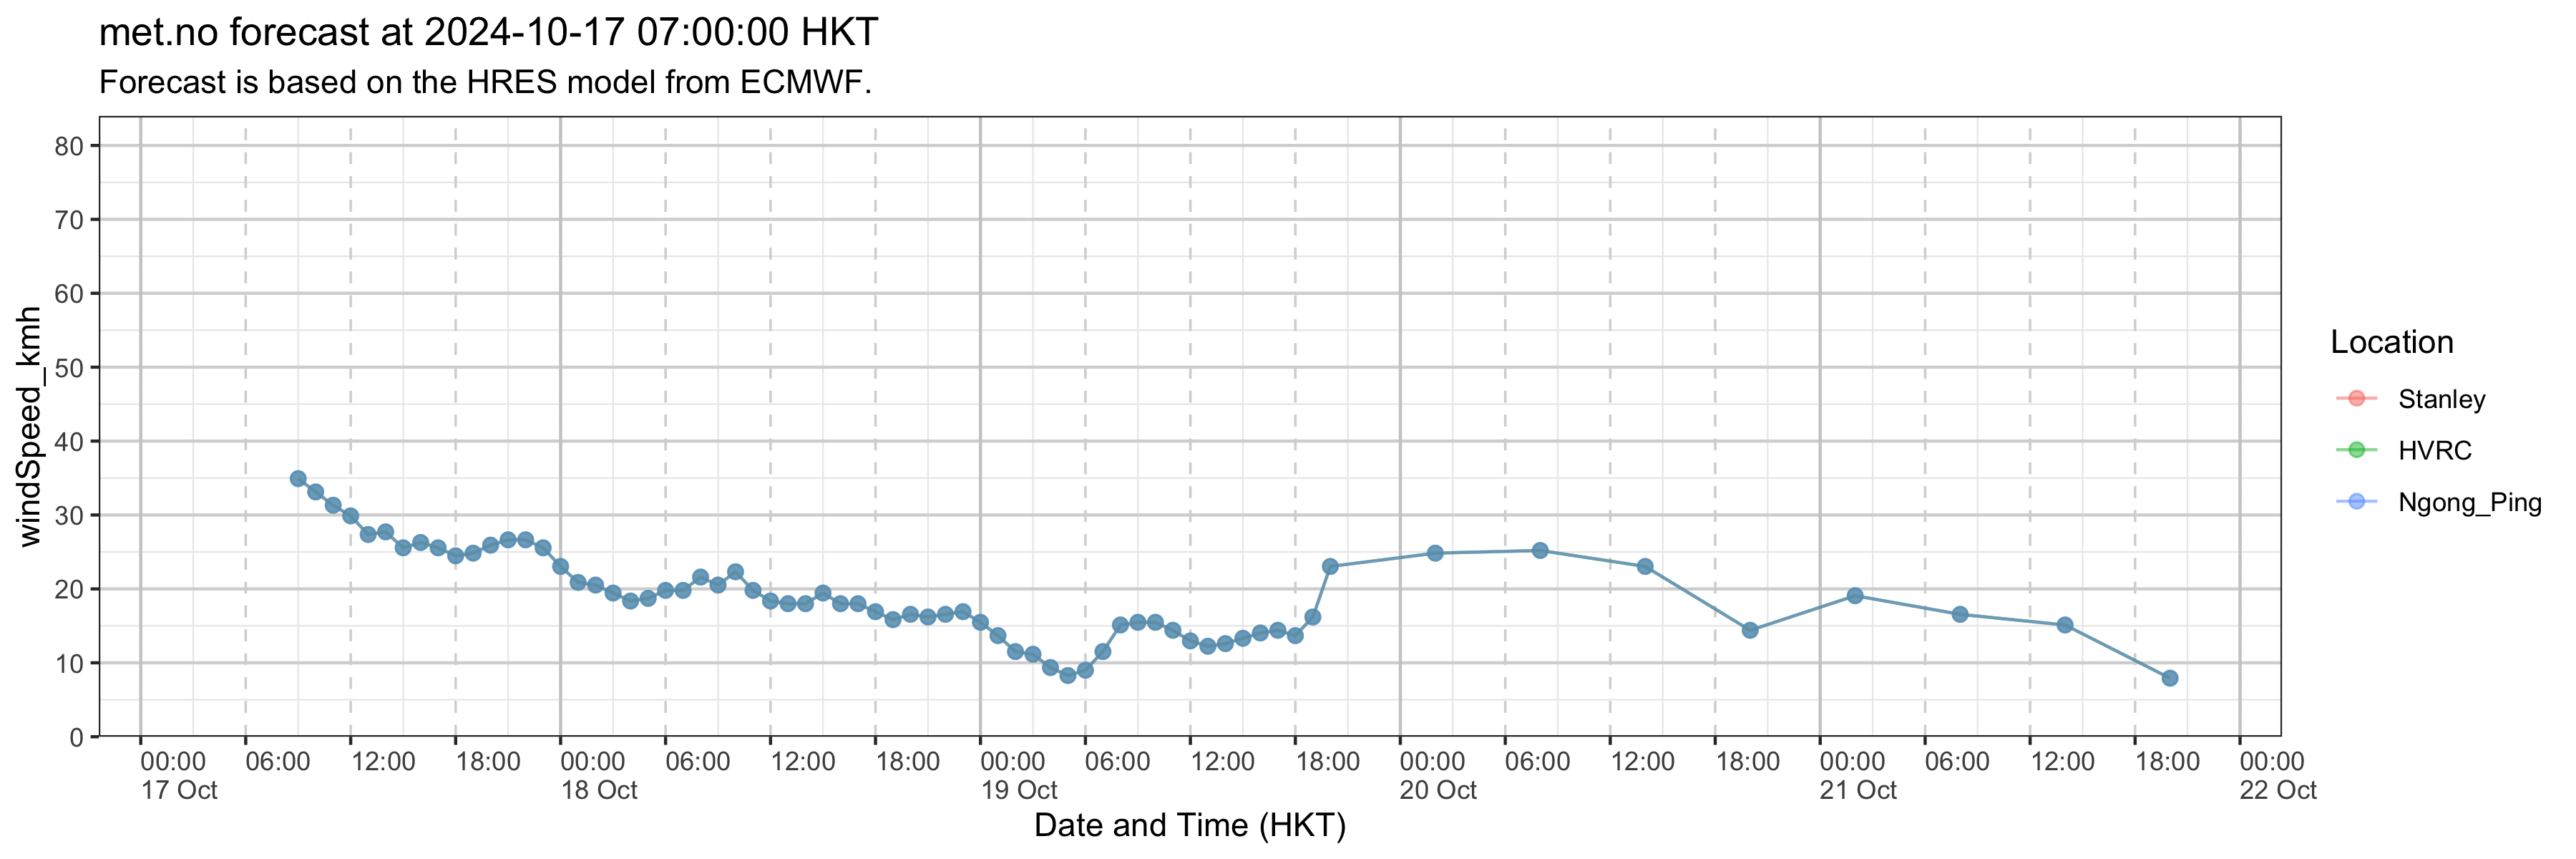 met.no forecast at 2024-10-17 07:00:00 HKT
Forecast is based on the HRES model from ECMWF.
windSpeed_kmh
80
70
60
50
40
30
20
10
0
00:00 06:00 12:00 18:00 00:00 06:00 12:00 18:00 00:00 06:00 12:00 18:00 00:00 06:00 12:00 18:00 00:00 06:00 12:00 18:00 00:00
17 Oct 18 Oct 19 Oct 20 Oct 21 Oct 22 Oct
Date and Time (HKT)
Location
Stanley
HVRC
Ngong_Ping